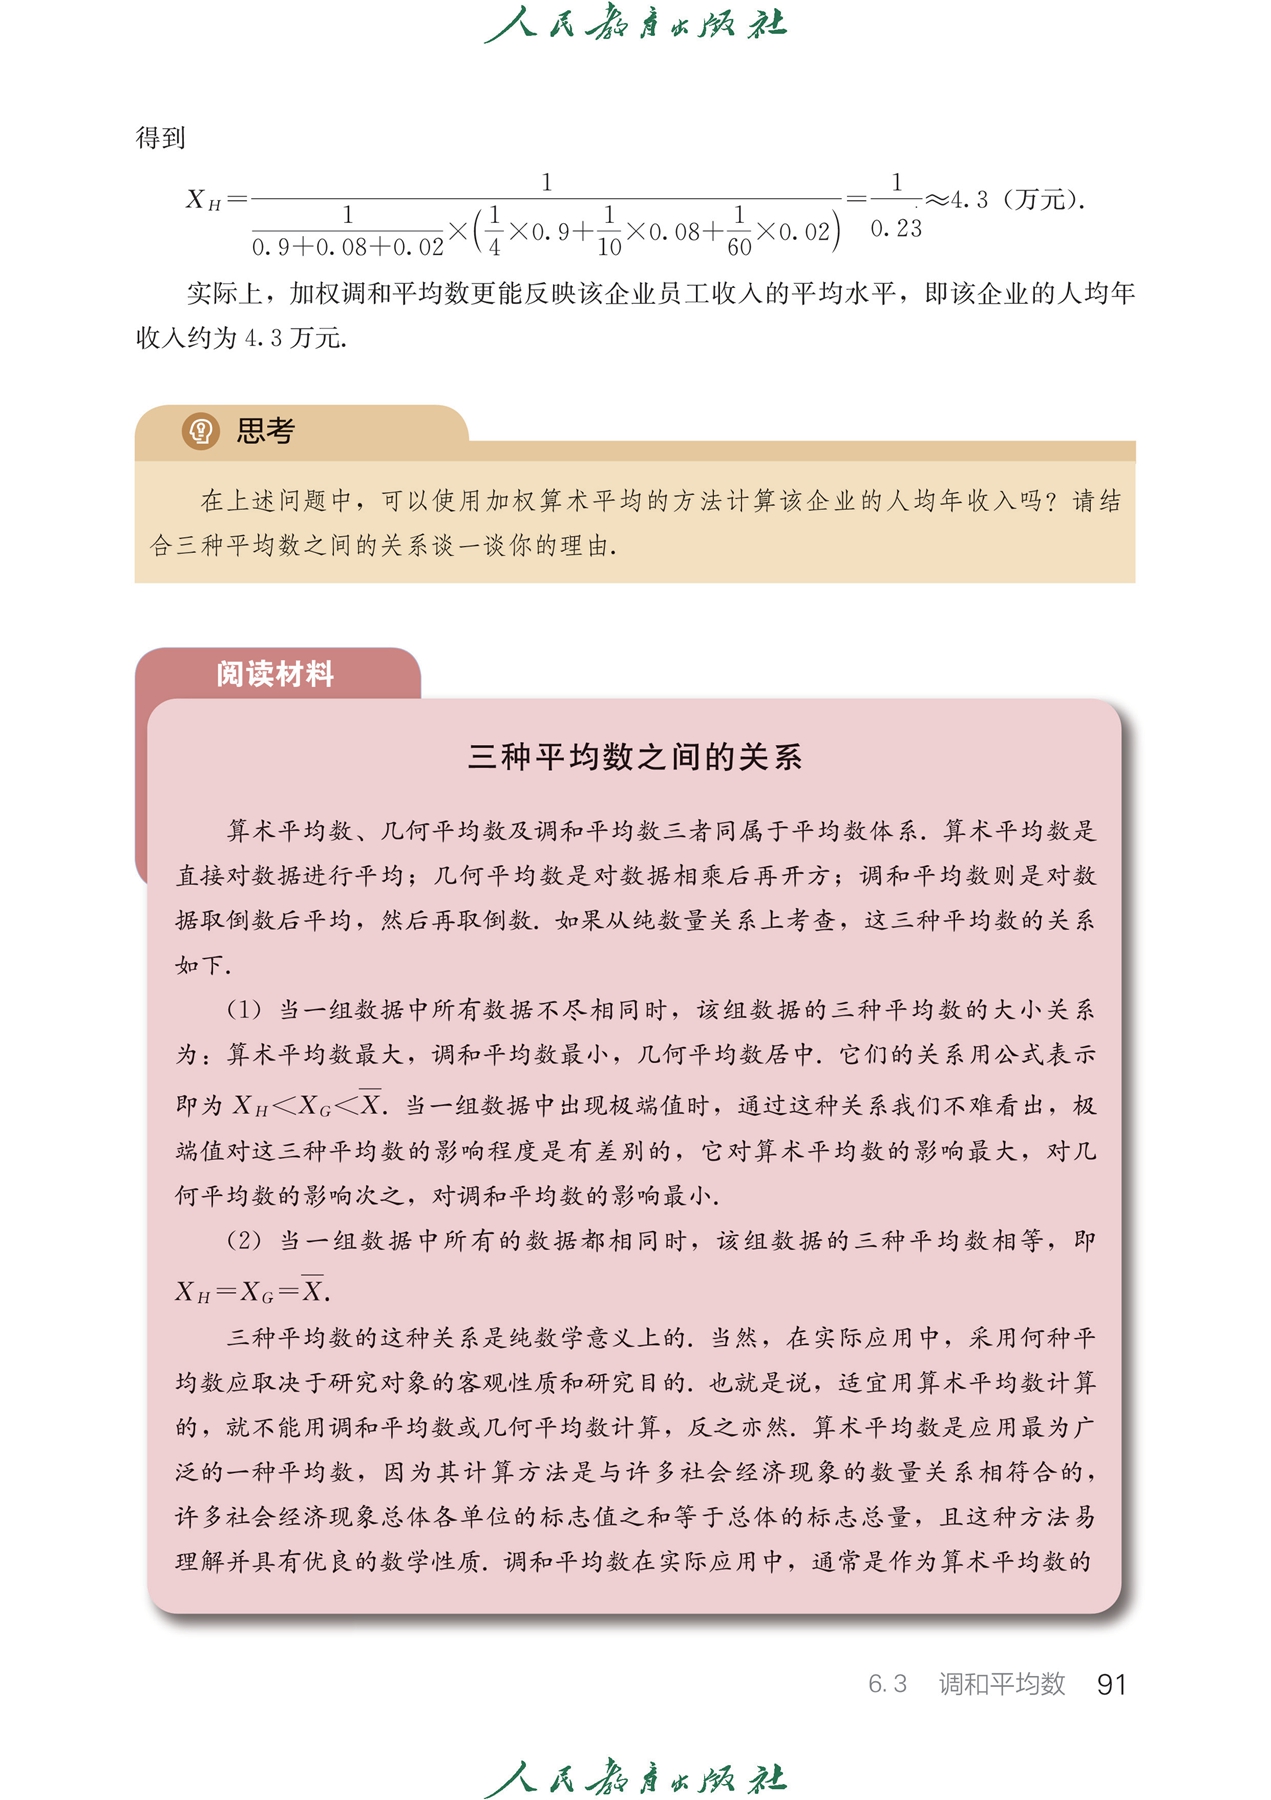 人民教育出版社
得到
X_H = 1 / ( 1/(0.9+0.08+0.02) × ( 1/4 ×0.9+ 1/10 ×0.08+ 1/60 ×0.02 ) ) = 1/0.23 ≈4.3（万元）.
实际上，加权调和平均数更能反映该企业员工收入的平均水平，即该企业的人均年
收入约为 4.3 万元.
思考
在上述问题中，可以使用加权算术平均的方法计算该企业的人均年收入吗？请结
合三种平均数之间的关系谈一谈你的理由.
阅读材料
三种平均数之间的关系
算术平均数、几何平均数及调和平均数三者同属于平均数体系. 算术平均数是
直接对数据进行平均；几何平均数是对数据相乘后再开方；调和平均数则是对数
据取倒数后平均，然后再取倒数. 如果从纯数量关系上考查，这三种平均数的关系
如下.
（1）当一组数据中所有数据不尽相同时，该组数据的三种平均数的大小关系
为：算术平均数最大，调和平均数最小，几何平均数居中. 它们的关系用公式表示
即为 X_H＜X_G＜X̅. 当一组数据中出现极端值时，通过这种关系我们不难看出，极
端值对这三种平均数的影响程度是有差别的，它对算术平均数的影响最大，对几
何平均数的影响次之，对调和平均数的影响最小.
（2）当一组数据中所有的数据都相同时，该组数据的三种平均数相等，即
X_H＝X_G＝X̅.
三种平均数的这种关系是纯数学意义上的. 当然，在实际应用中，采用何种平
均数应取决于研究对象的客观性质和研究目的. 也就是说，适宜用算术平均数计算
的，就不能用调和平均数或几何平均数计算，反之亦然. 算术平均数是应用最为广
泛的一种平均数，因为其计算方法是与许多社会经济现象的数量关系相符合的，
许多社会经济现象总体各单位的标志值之和等于总体的标志总量，且这种方法易
理解并具有优良的数学性质. 调和平均数在实际应用中，通常是作为算术平均数的
6.3 调和平均数 91
人民教育出版社